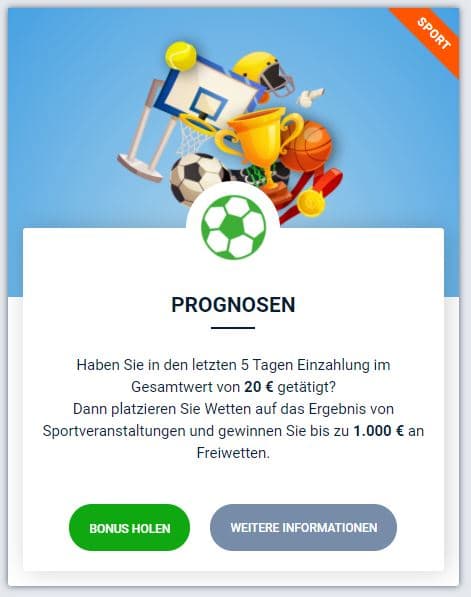 SPORT
PROGNOSEN
Haben Sie in den letzten 5 Tagen Einzahlung im
Gesamtwert von 20 € getätigt?
Dann platzieren Sie Wetten auf das Ergebnis von
Sportveranstaltungen und gewinnen Sie bis zu 1.000 € an
Freiwetten.
BONUS HOLEN
WEITERE INFORMATIONEN